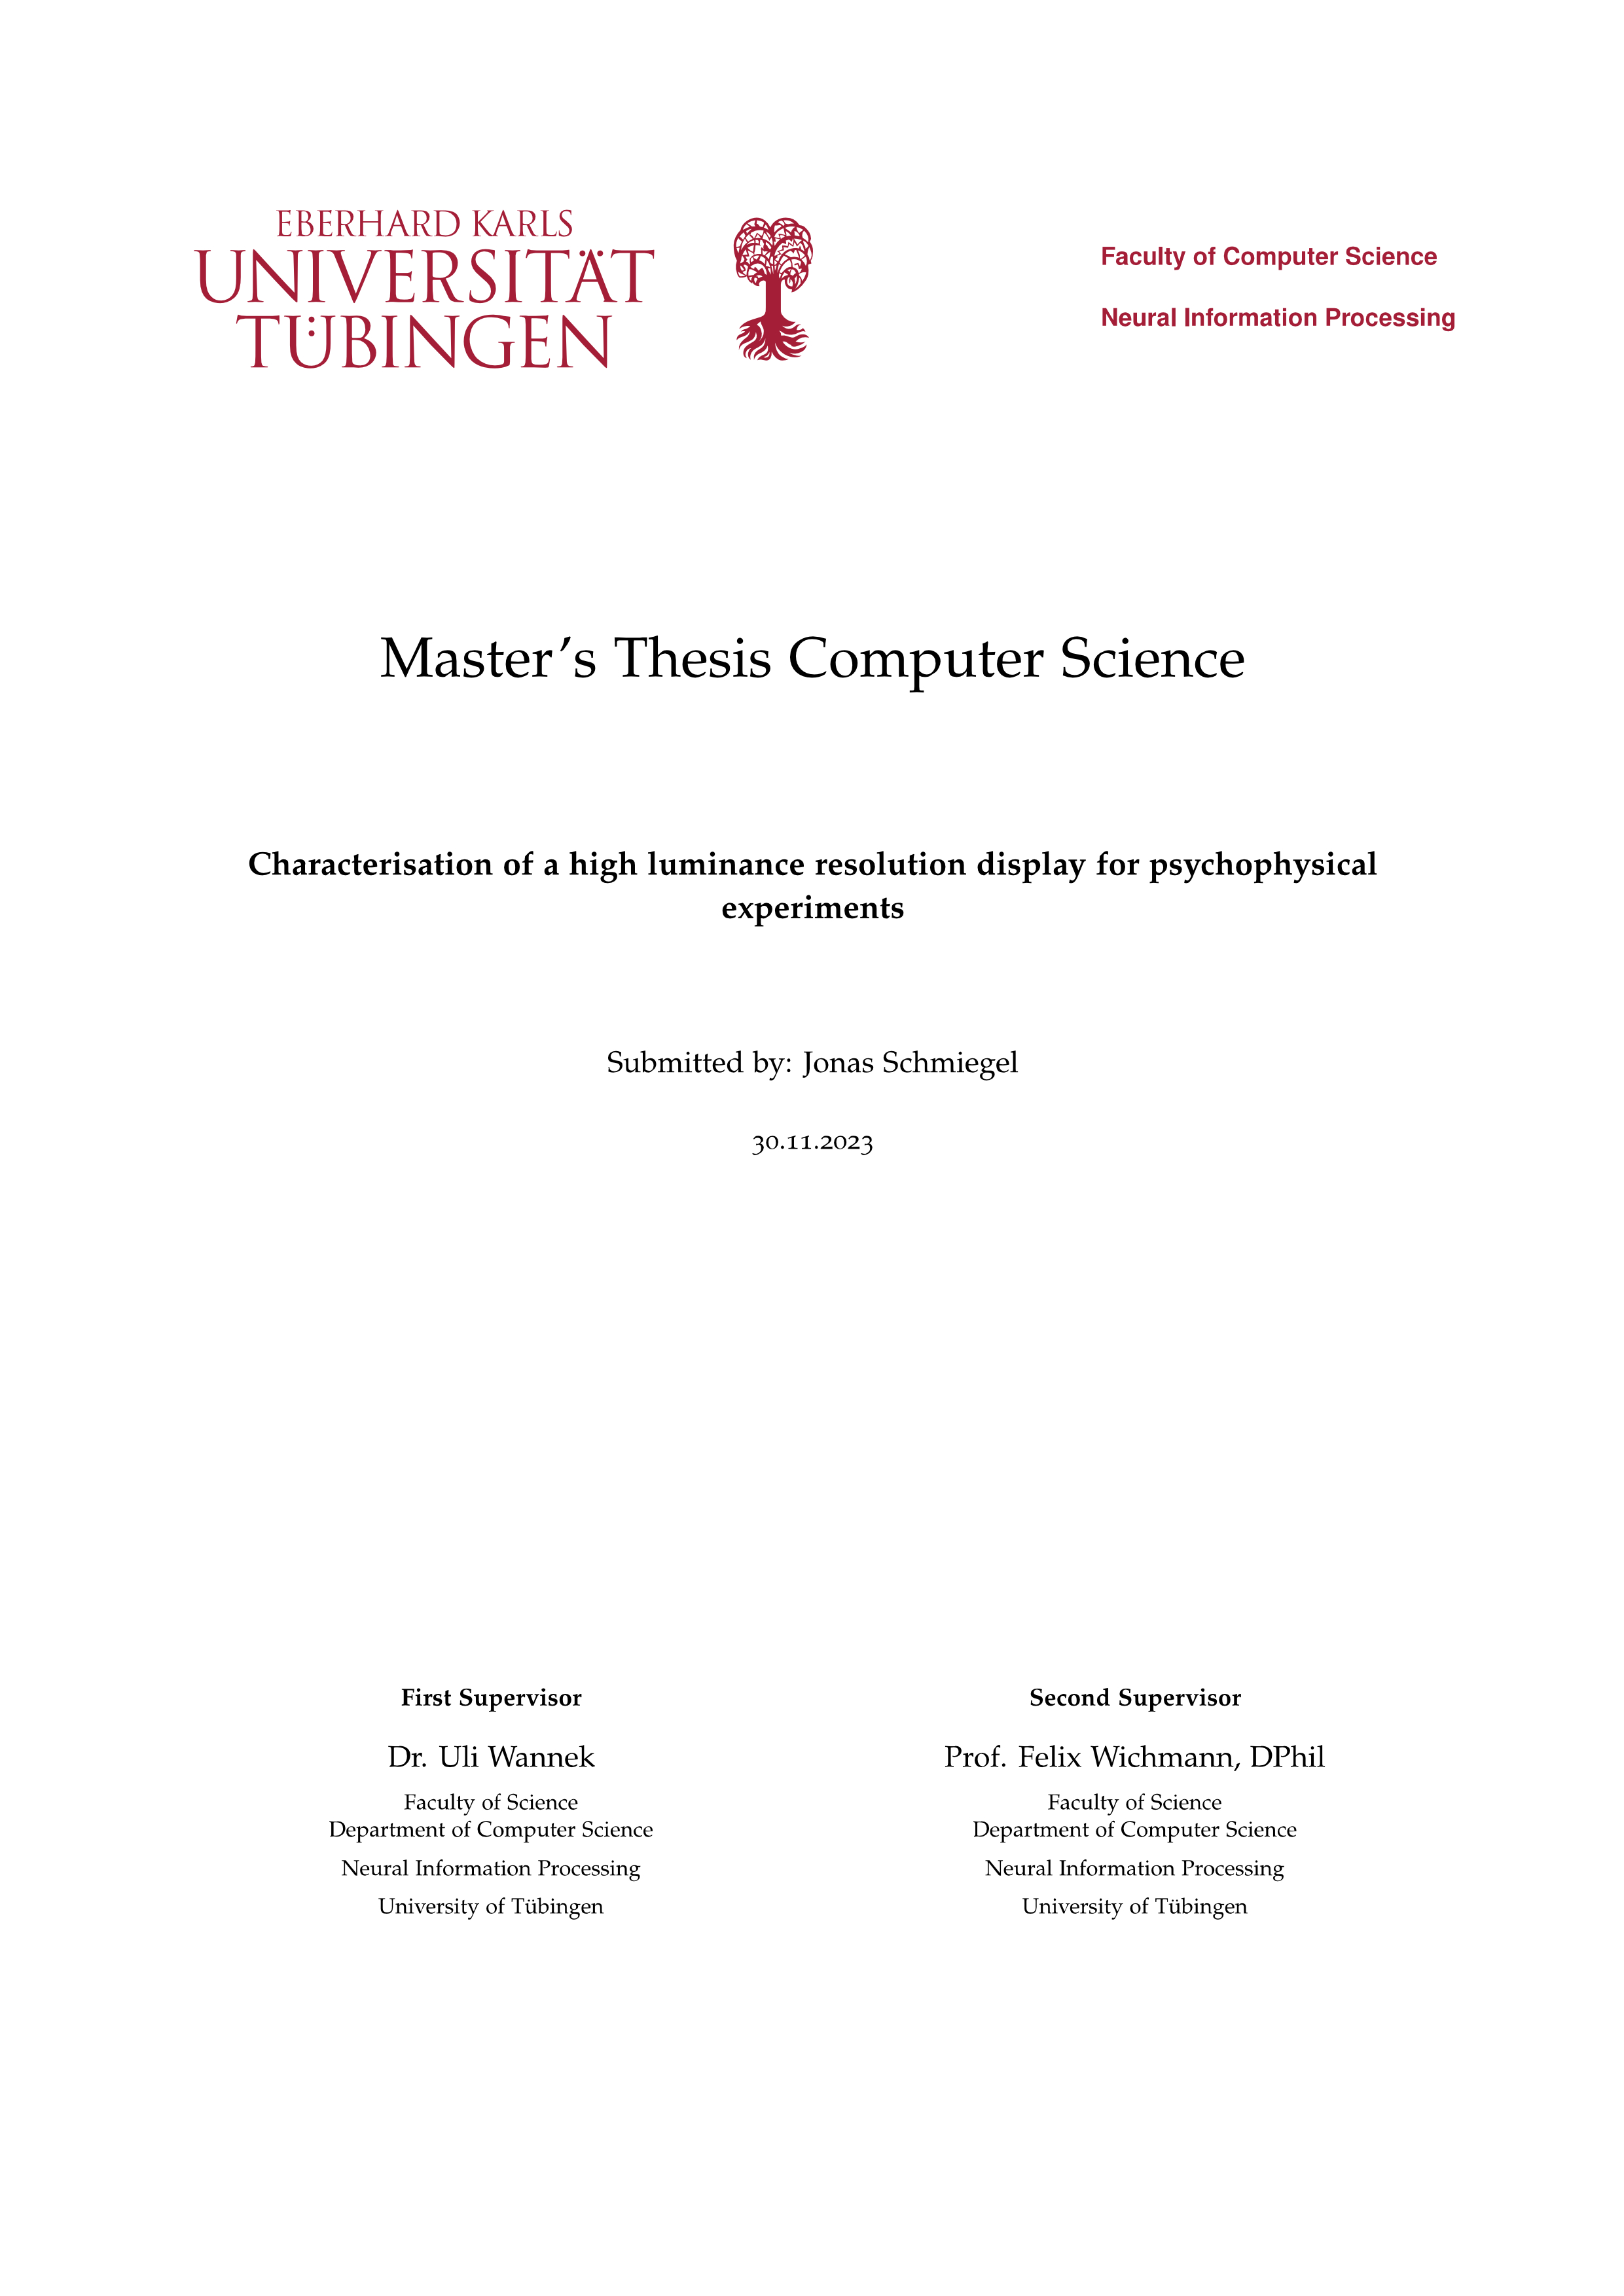 EBERHARD KARLS
UNIVERSITÄT
TÜBINGEN
Faculty of Computer Science
Neural Information Processing
Master's Thesis Computer Science
Characterisation of a high luminance resolution display for psychophysical
experiments
Submitted by: Jonas Schmiegel
30.11.2023
First Supervisor
Dr. Uli Wannek
Faculty of Science
Department of Computer Science
Neural Information Processing
University of Tübingen
Second Supervisor
Prof. Felix Wichmann, DPhil
Faculty of Science
Department of Computer Science
Neural Information Processing
University of Tübingen